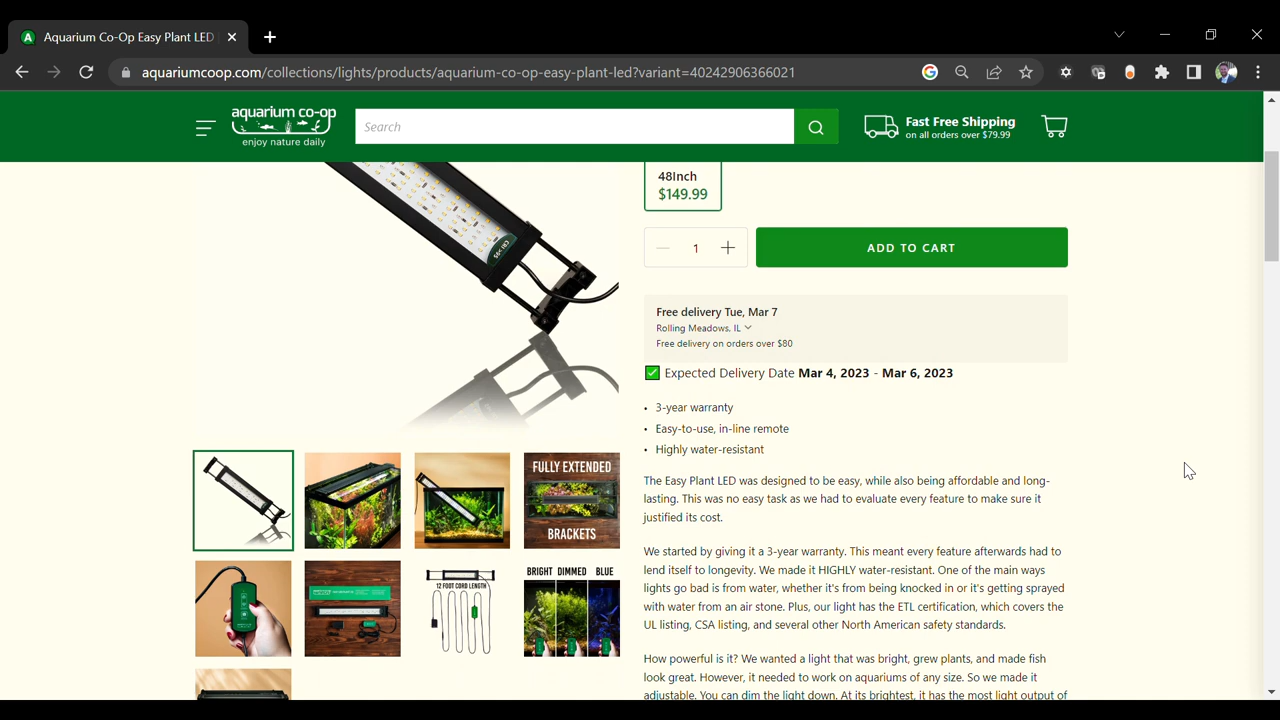 Aquarium Co-Op Easy Plant LED
aquariumcoop.com/collections/lights/products/aquarium-co-op-easy-plant-led?variant=40242906366021
aquarium co-op
enjoy nature daily
Search
Fast Free Shipping
on all orders over $79.99
48Inch
$149.99
1
ADD TO CART
Free delivery Tue, Mar 7
Rolling Meadows, IL
Free delivery on orders over $80
Expected Delivery Date Mar 4, 2023 - Mar 6, 2023
• 3-year warranty
• Easy-to-use, in-line remote
• Highly water-resistant
The Easy Plant LED was designed to be easy, while also being affordable and long-
lasting. This was no easy task as we had to evaluate every feature to make sure it
justified its cost.
We started by giving it a 3-year warranty. This meant every feature afterwards had to
lend itself to longevity. We made it HIGHLY water-resistant. One of the main ways
lights go bad is from water, whether it's from being knocked in or it's getting sprayed
with water from an air stone. Plus, our light has the ETL certification, which covers the
UL listing, CSA listing, and several other North American safety standards.
How powerful is it? We wanted a light that was bright, grew plants, and made fish
look great. However, it needed to work on aquariums of any size. So we made it
adjustable. You can dim the light down. At its brightest, it has the most light output of
CRI >95
FULLY EXTENDED
BRACKETS
12 FOOT CORD LENGTH
BRIGHT DIMMED BLUE